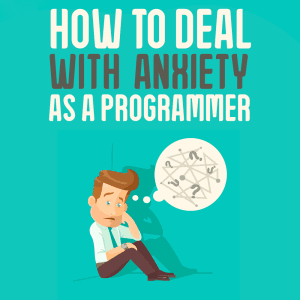 HOW TO DEAL
WITH ANXIETY
AS A PROGRAMMER
? ?
? ?
?